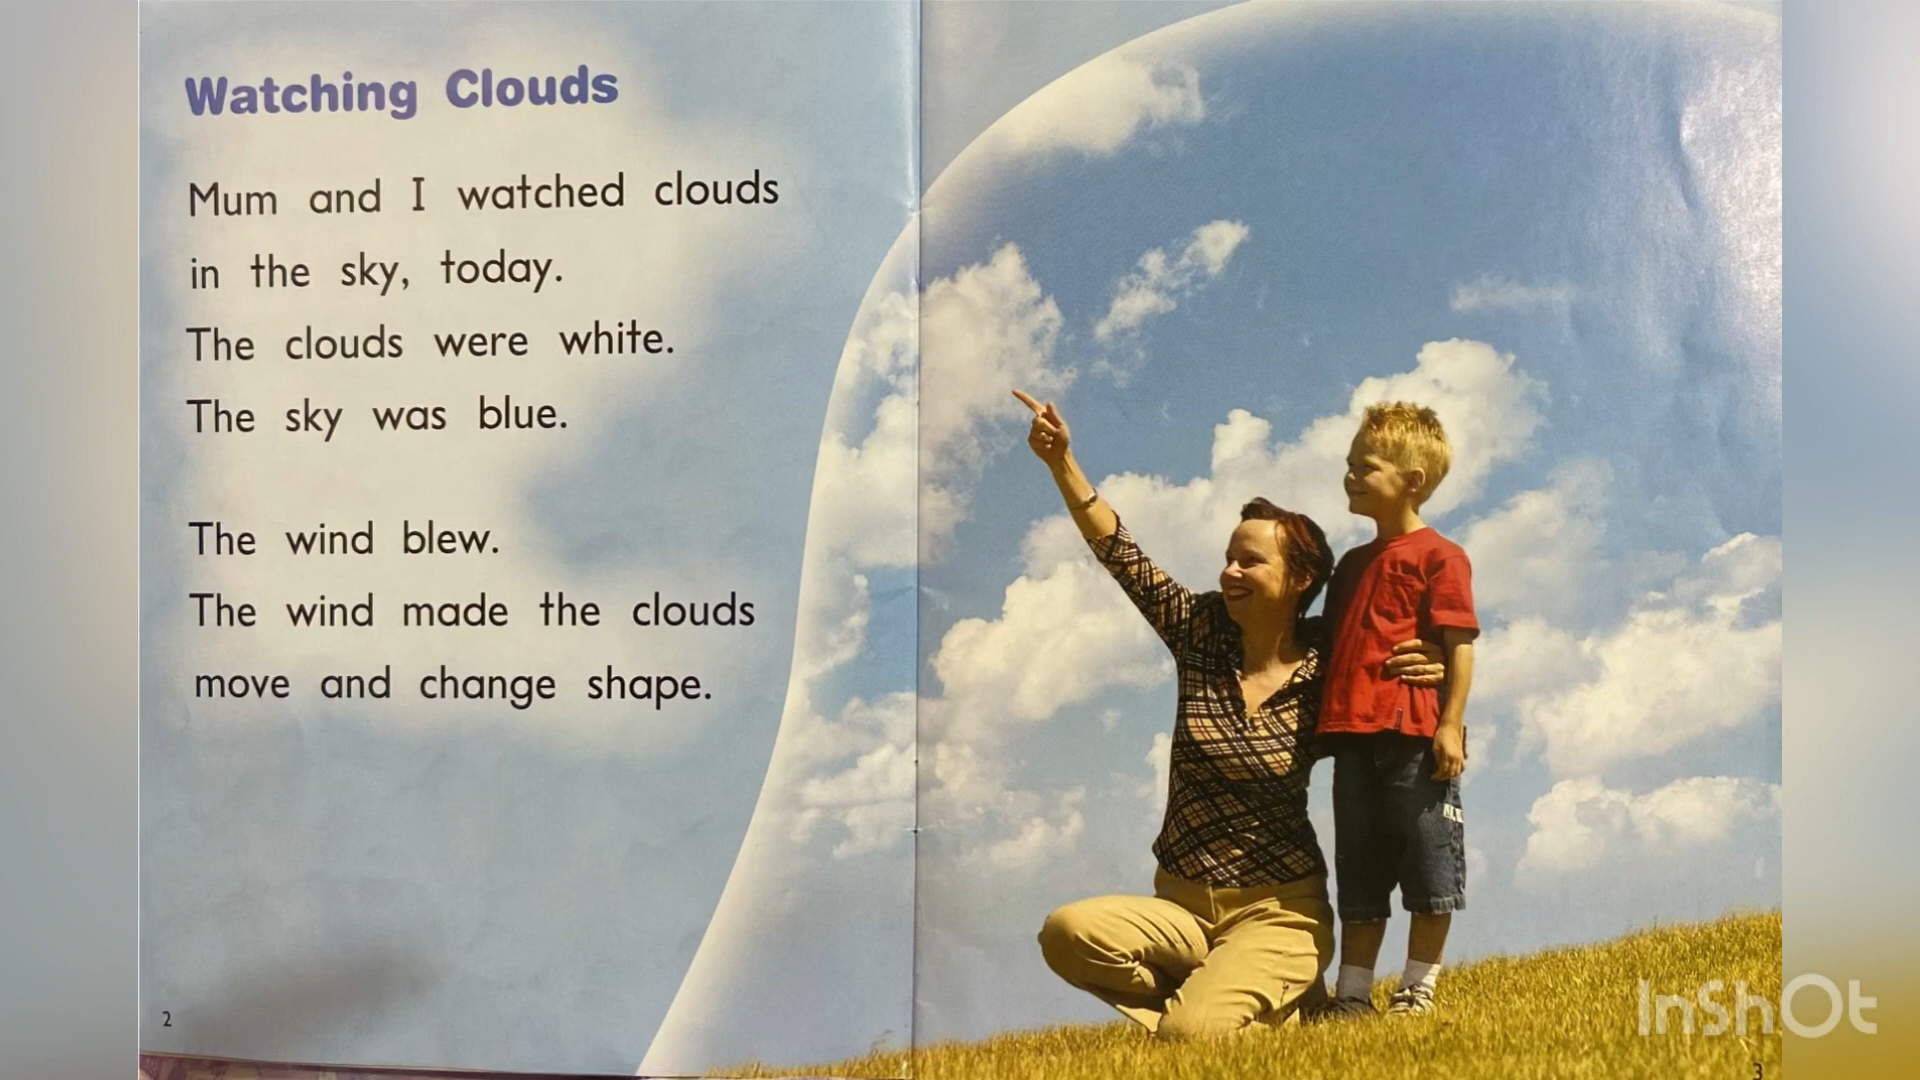 Watching Clouds
Mum and I watched clouds
in the sky, today.
The clouds were white.
The sky was blue.
The wind blew.
The wind made the clouds
move and change shape.
2
3
InShOt